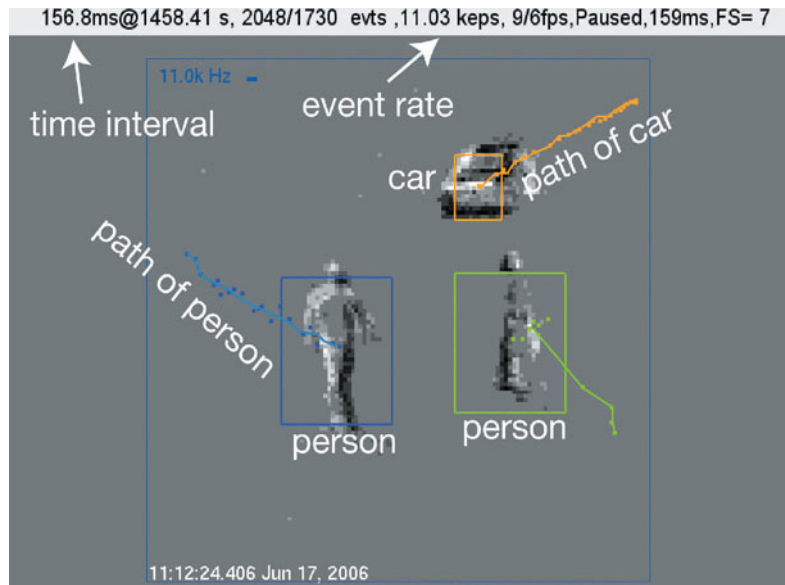 156.8ms@1458.41 s, 2048/1730 evts ,11.03 keps, 9/6fps,Paused,159ms,FS= 7
11.0k Hz
time interval
event rate
car
path of car
path of person
person
person
11:12:24.406 Jun 17, 2006